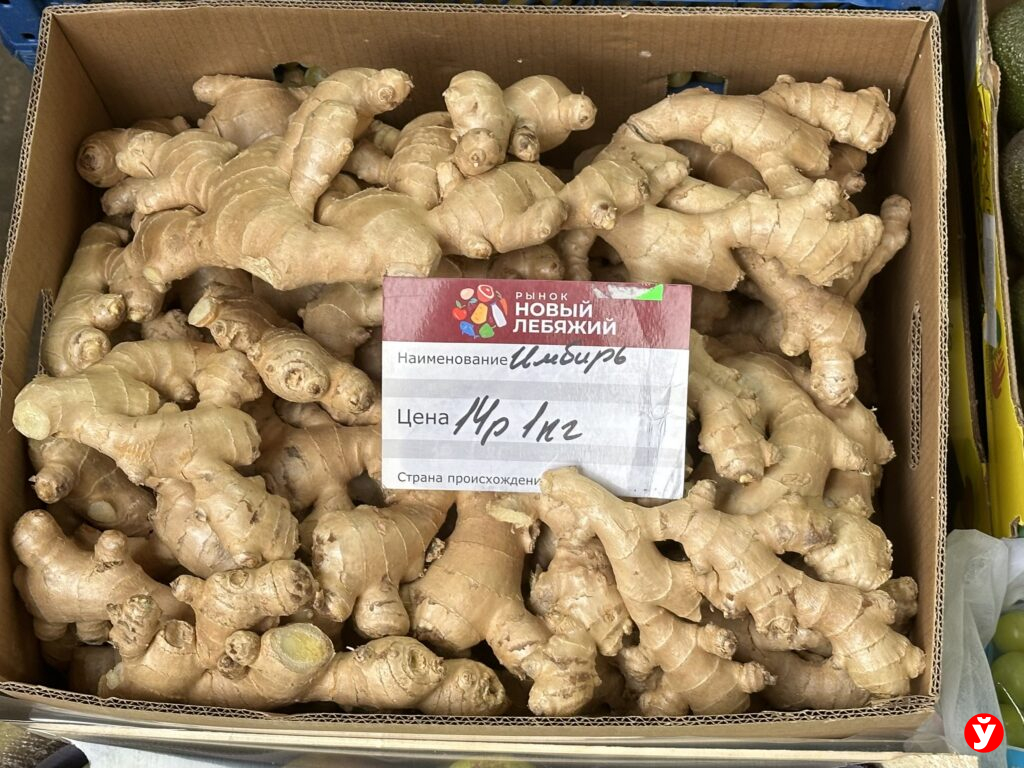 РЫНОК
НОВЫЙ
ЛЕБЯЖИЙ
Наименование Имбирь
Цена 14р 1кг
Страна происхождени
Ў